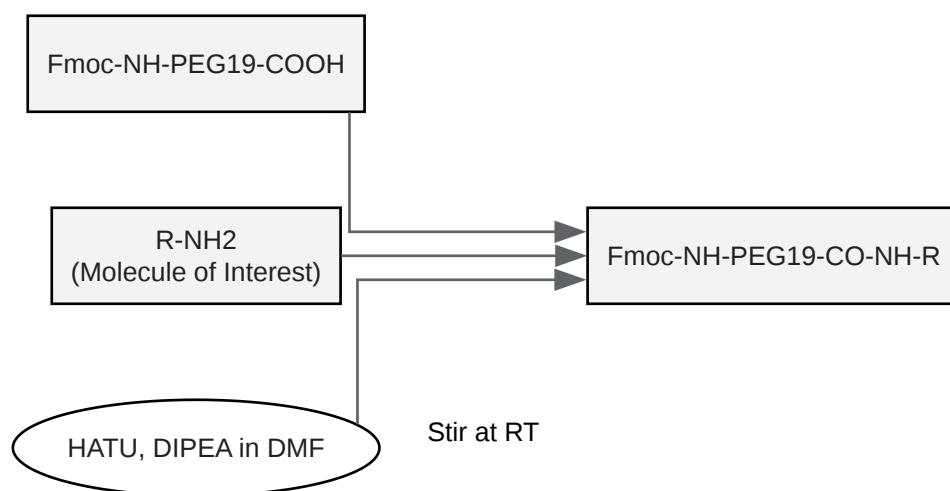 Fmoc-NH-PEG19-COOH
R-NH2
(Molecule of Interest)
Fmoc-NH-PEG19-CO-NH-R
HATU, DIPEA in DMF
Stir at RT